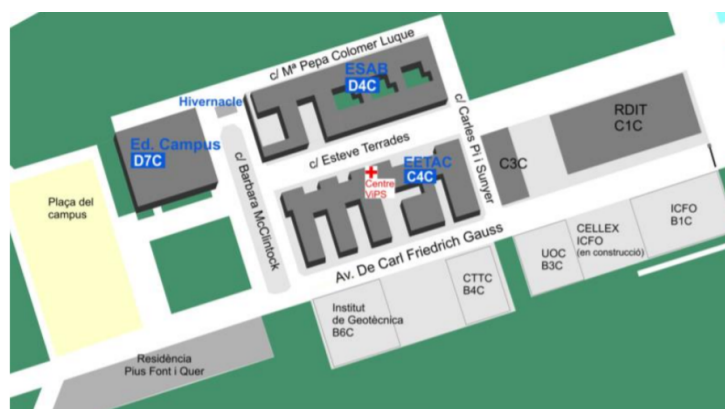 c/ Mª Pepa Colomer Luque
ESAB
D4C
Hivernacle
Ed. Campus
D7C
c/ Barbara McClintock
c/ Esteve Terrades
c/ Carles Pi i Sunyer
RDIT
C1C
C3C
EETAC
C4C
Centre
ViPS
Plaça del
campus
Av. De Carl Friedrich Gauss
ICFO
B1C
CELLEX
ICFO
(en construcció)
UOC
B3C
CTTC
B4C
Institut
de Geotècnica
B6C
Residència
Pius Font i Quer